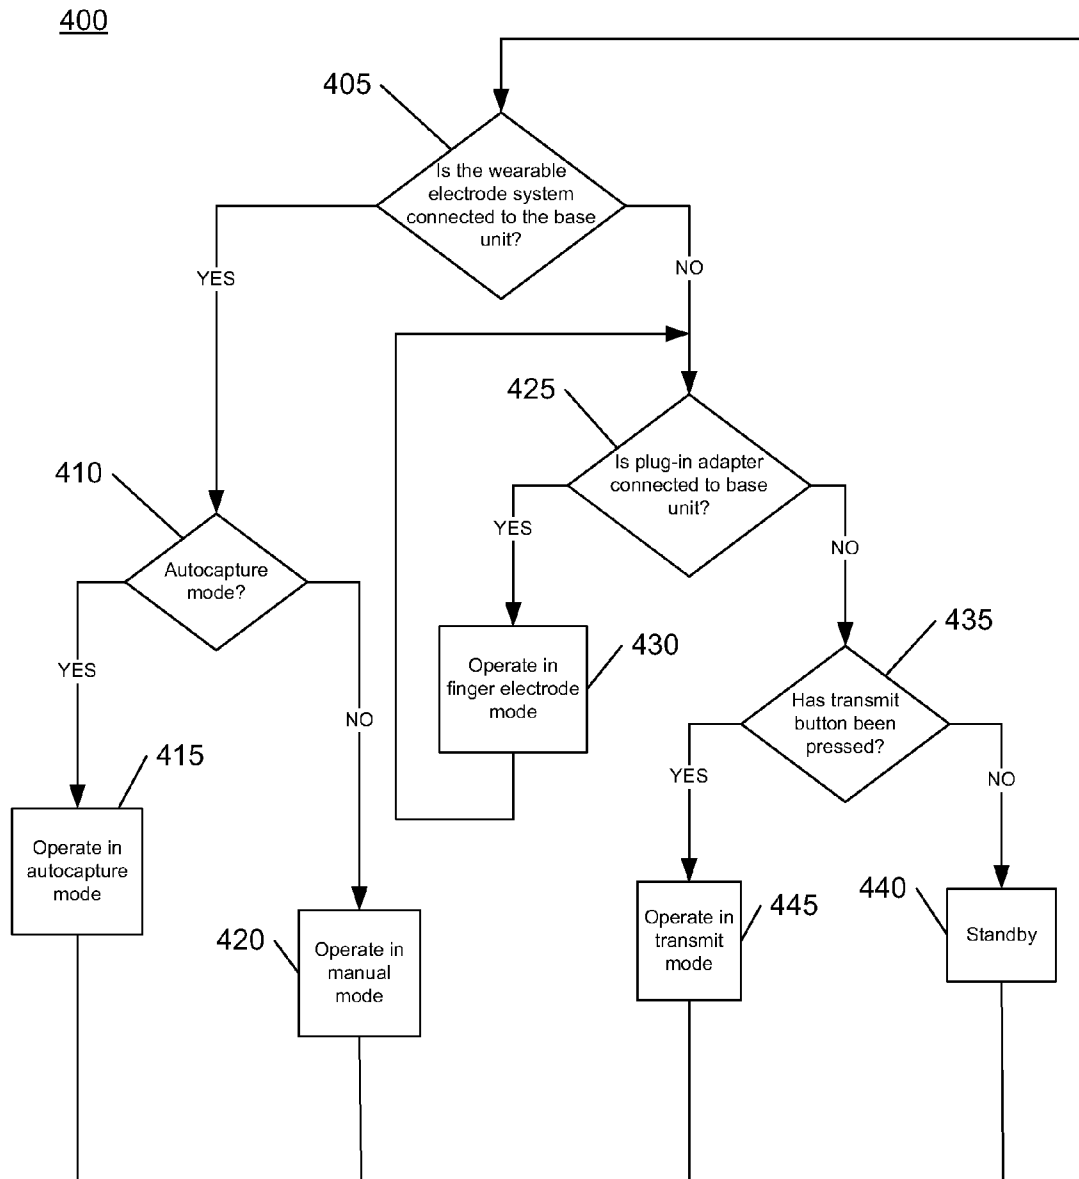 400
405
Is the wearable
electrode system
connected to the base
unit?
YES
NO
425
Is plug-in adapter
connected to base
unit?
410
Autocapture
mode?
YES
NO
YES
NO
430
Operate in
finger electrode
mode
435
Has transmit
button been
pressed?
YES
NO
415
Operate in
autocapture
mode
420
Operate in
manual
mode
445
Operate in
transmit
mode
440
Standby